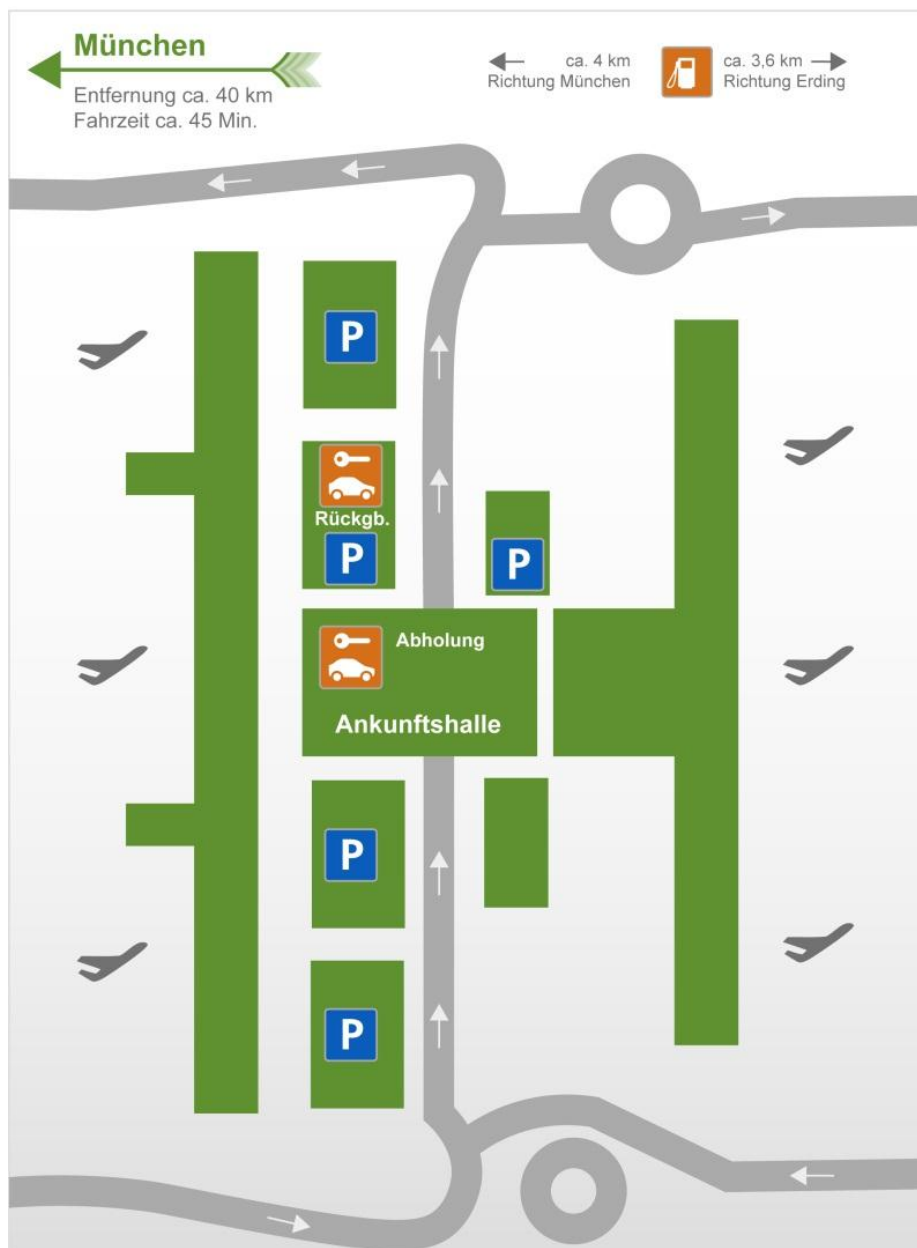 München
Entfernung ca. 40 km
Fahrzeit ca. 45 Min.
ca. 4 km
Richtung München
ca. 3,6 km
Richtung Erding
P
Rückgb.
P
P
Abholung
Ankunftshalle
P
P